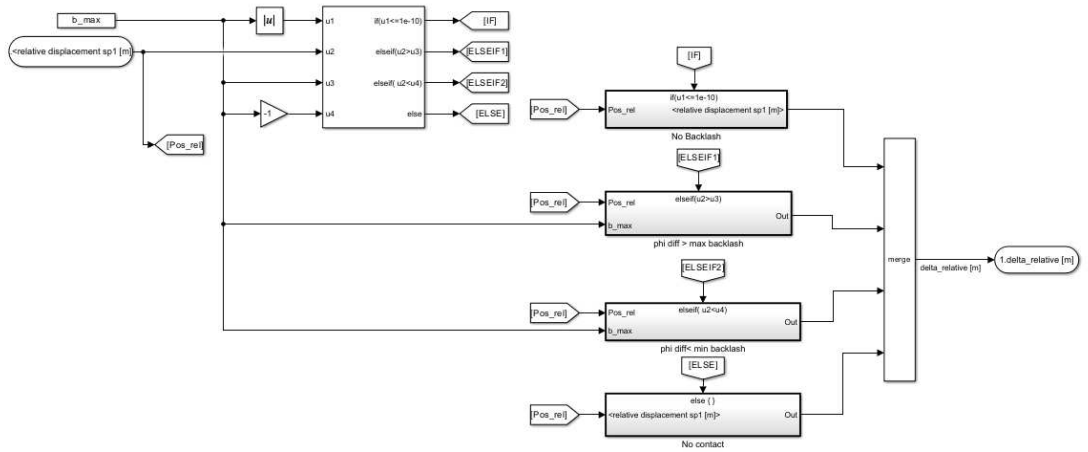 b_max
.<relative displacement sp1 [m]
|u|
-1
u1
u2
u3
u4
if(u1<=1e-10)
elseif(u2>u3)
elseif( u2<u4)
else
[IF]
[ELSEIF1]
[ELSEIF2]
[ELSE]
[Pos_rel]
[IF]
[Pos_rel]
if(u1<=1e-10)
Pos_rel
<relative displacement sp1 [m]>
No Backlash
[ELSEIF1]
[Pos_rel]
elseif(u2>u3)
Pos_rel
Out
b_max
phi diff > max backlash
[ELSEIF2]
[Pos_rel]
elseif( u2<u4)
Pos_rel
Out
b_max
phi diff< min backlash
[ELSE]
[Pos_rel]
else { }
<relative displacement sp1 [m]>
Out
No contact
merge
delta_relative [m]
1.delta_relative [m]